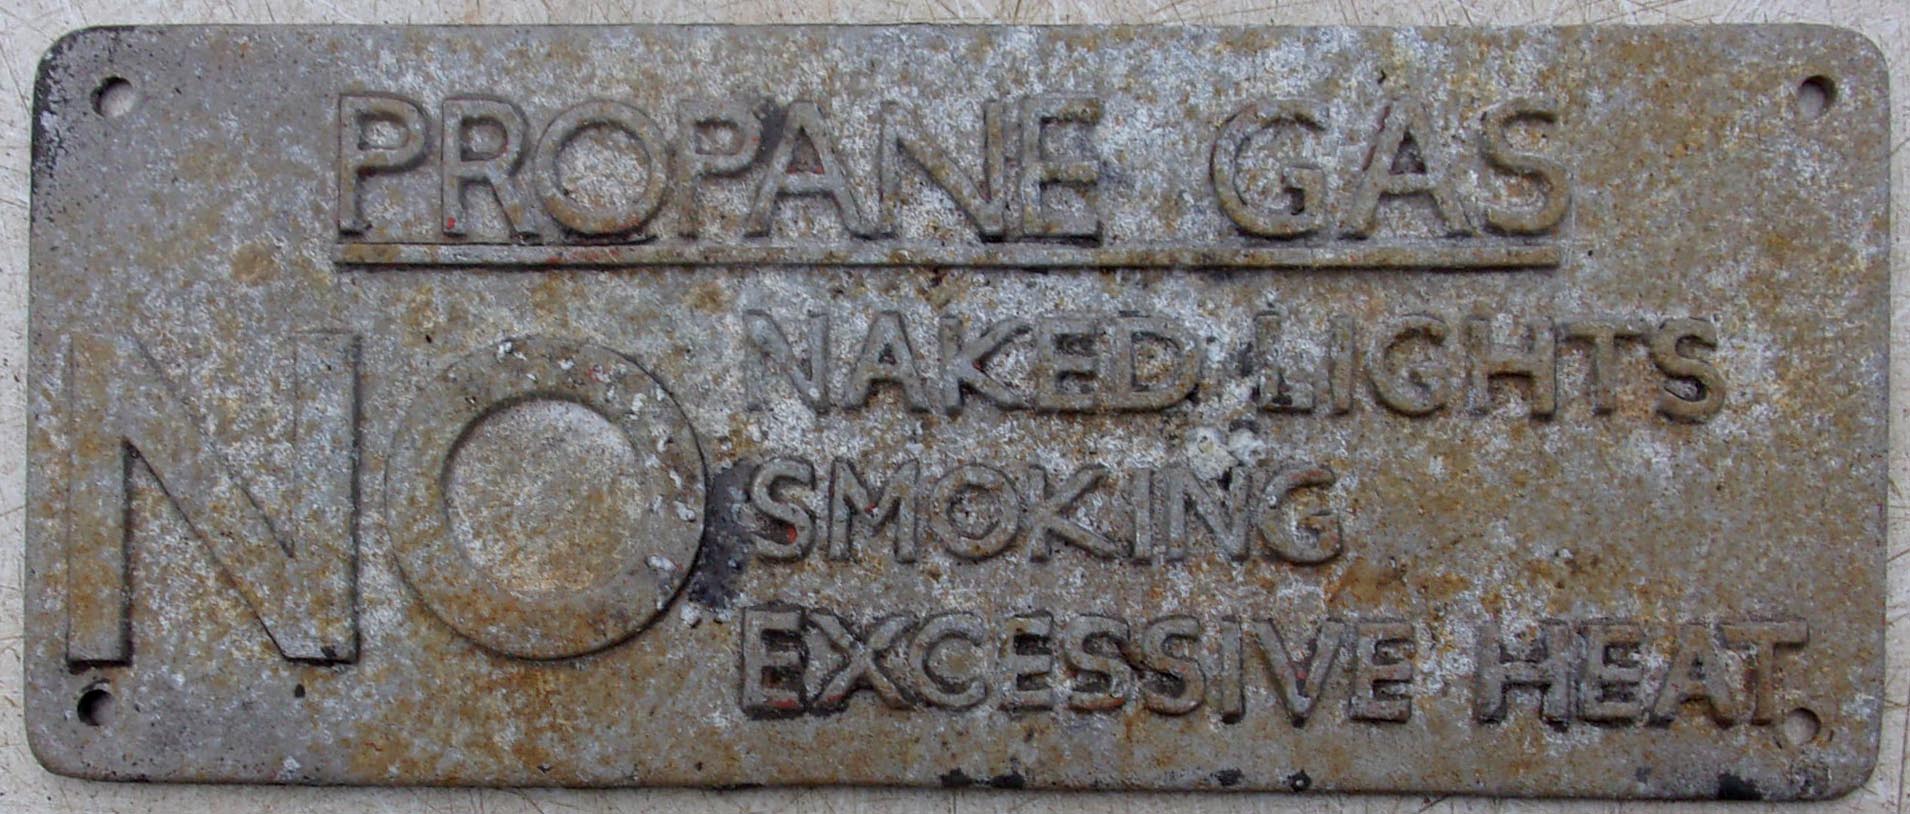 PROPANE GAS
NO
NAKED LIGHTS
SMOKING
EXCESSIVE HEAT